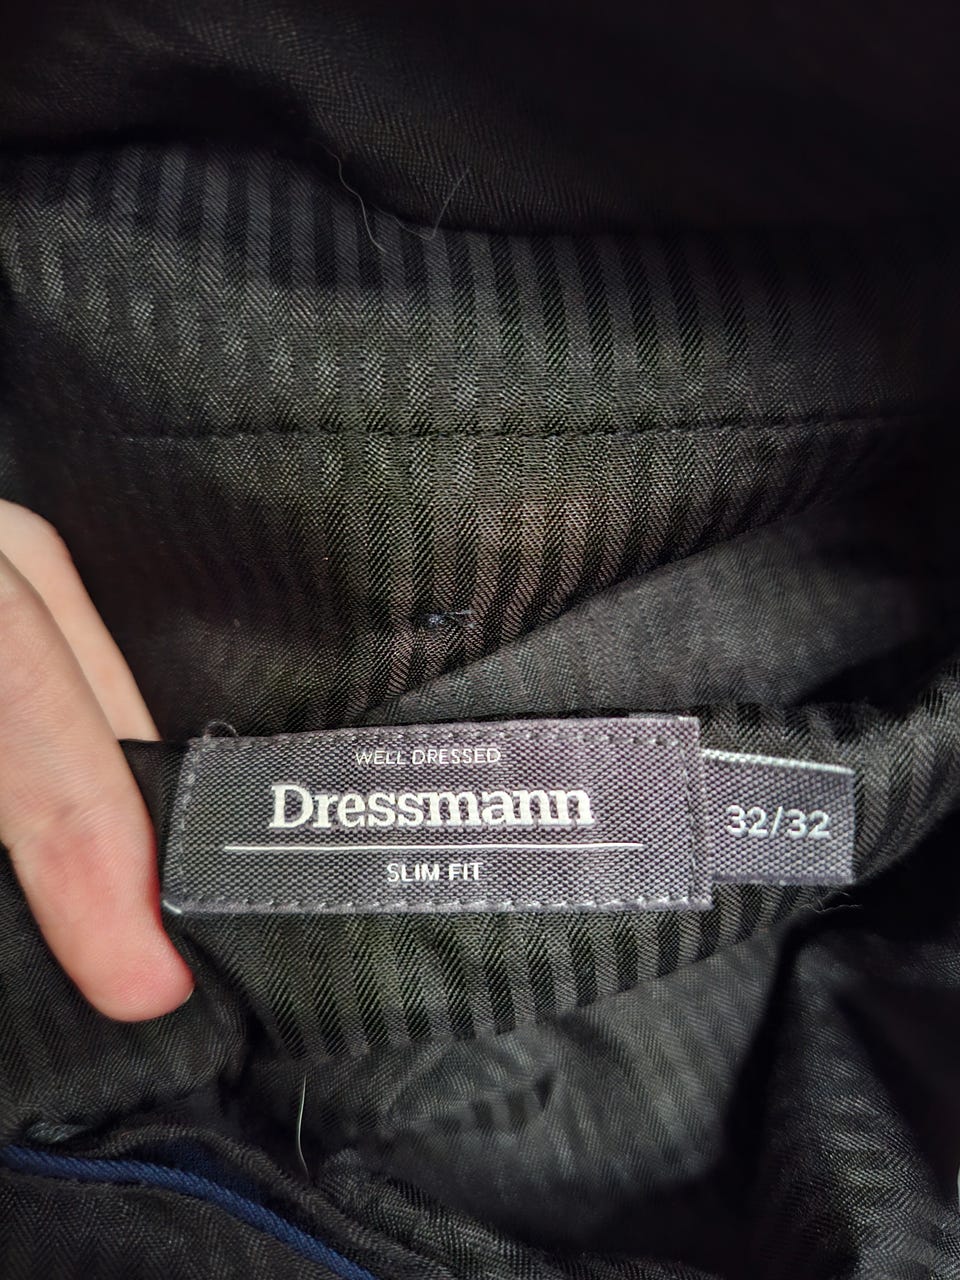 WELL DRESSED
Dressmann
SLIM FIT
32/32